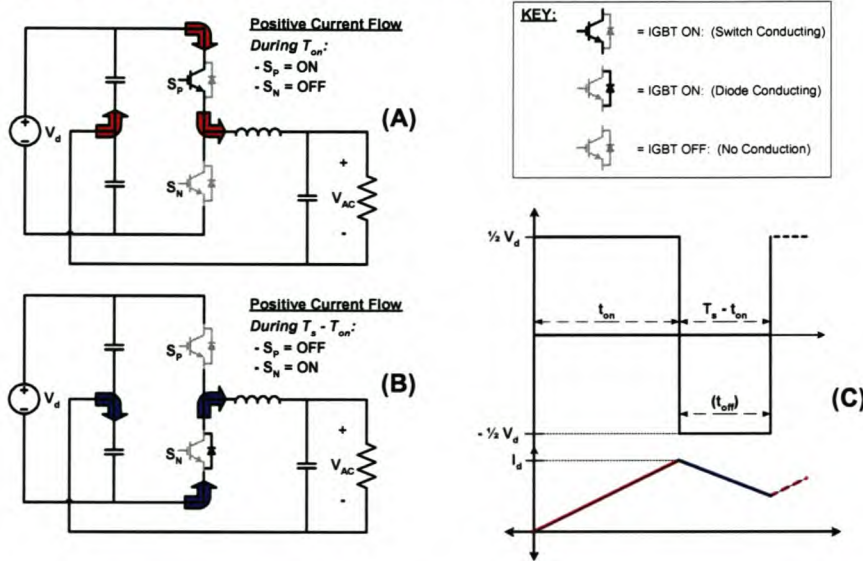 Positive Current Flow
During Ton:
- SP = ON
- SN = OFF
SP
(A)
Vd
SN
+
VAC
-
Positive Current Flow
During Ts - Ton:
- SP = OFF
- SN = ON
SP
(B)
Vd
SN
+
VAC
-
KEY:
= IGBT ON: (Switch Conducting)
= IGBT ON: (Diode Conducting)
= IGBT OFF: (No Conduction)
½ Vd
ton
Ts - ton
(toff)
(C)
- ½ Vd
Id